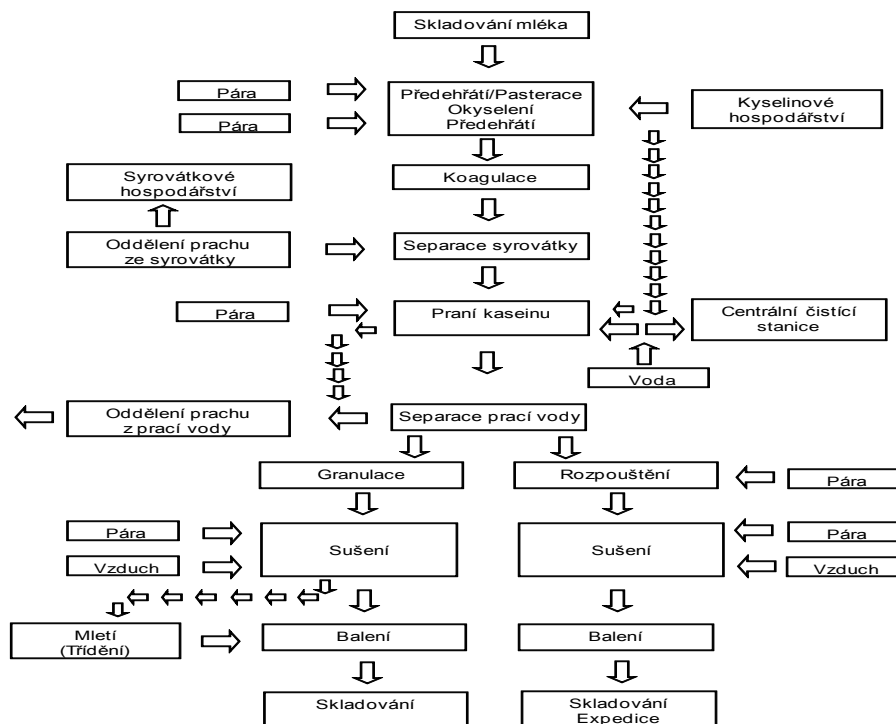 Skladování mléka
Pára
Předehřátí/Pasterace
Okyselení
Předehřátí
Kyselinové
hospodářství
Pára
Syrovátkové
hospodářství
Koagulace
Oddělení prachu
ze syrovátky
Separace syrovátky
Pára
Praní kaseinu
Centrální čistící
stanice
Voda
Oddělení prachu
z prací vody
Separace prací vody
Granulace
Rozpouštění
Pára
Pára
Sušení
Sušení
Pára
Vzduch
Vzduch
Mletí
(Třídění)
Balení
Balení
Skladování
Skladování
Expedice